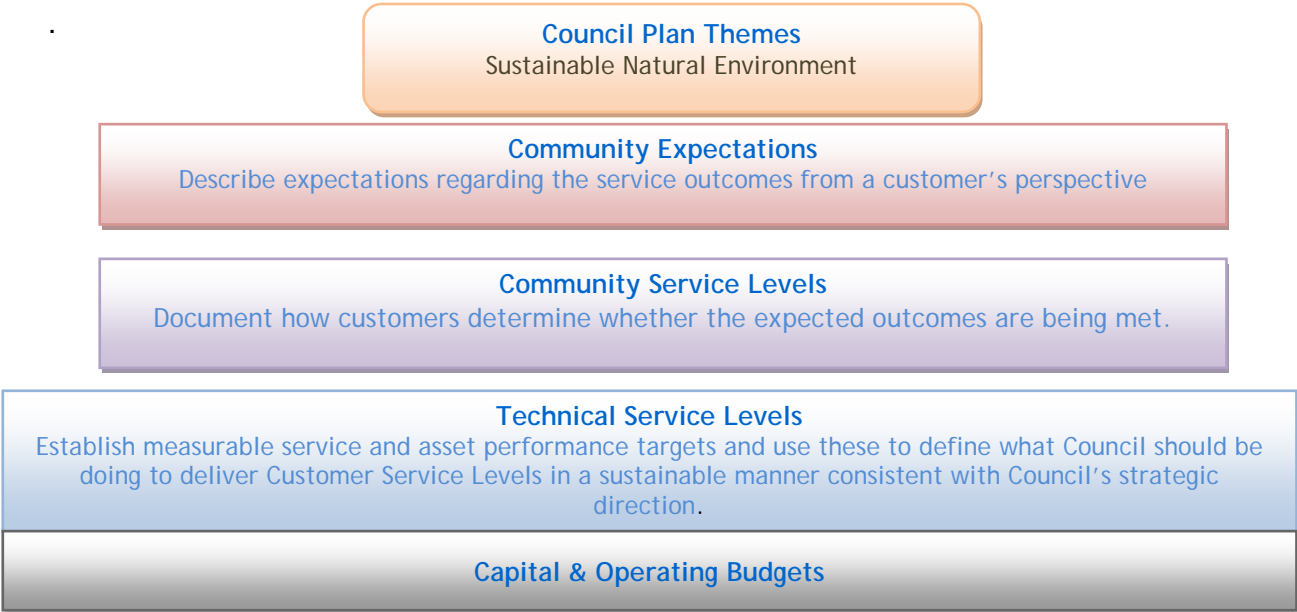 .
Council Plan Themes
Sustainable Natural Environment
Community Expectations
Describe expectations regarding the service outcomes from a customer’s perspective
Community Service Levels
Document how customers determine whether the expected outcomes are being met.
Technical Service Levels
Establish measurable service and asset performance targets and use these to define what Council should be
doing to deliver Customer Service Levels in a sustainable manner consistent with Council’s strategic
direction.
Capital & Operating Budgets